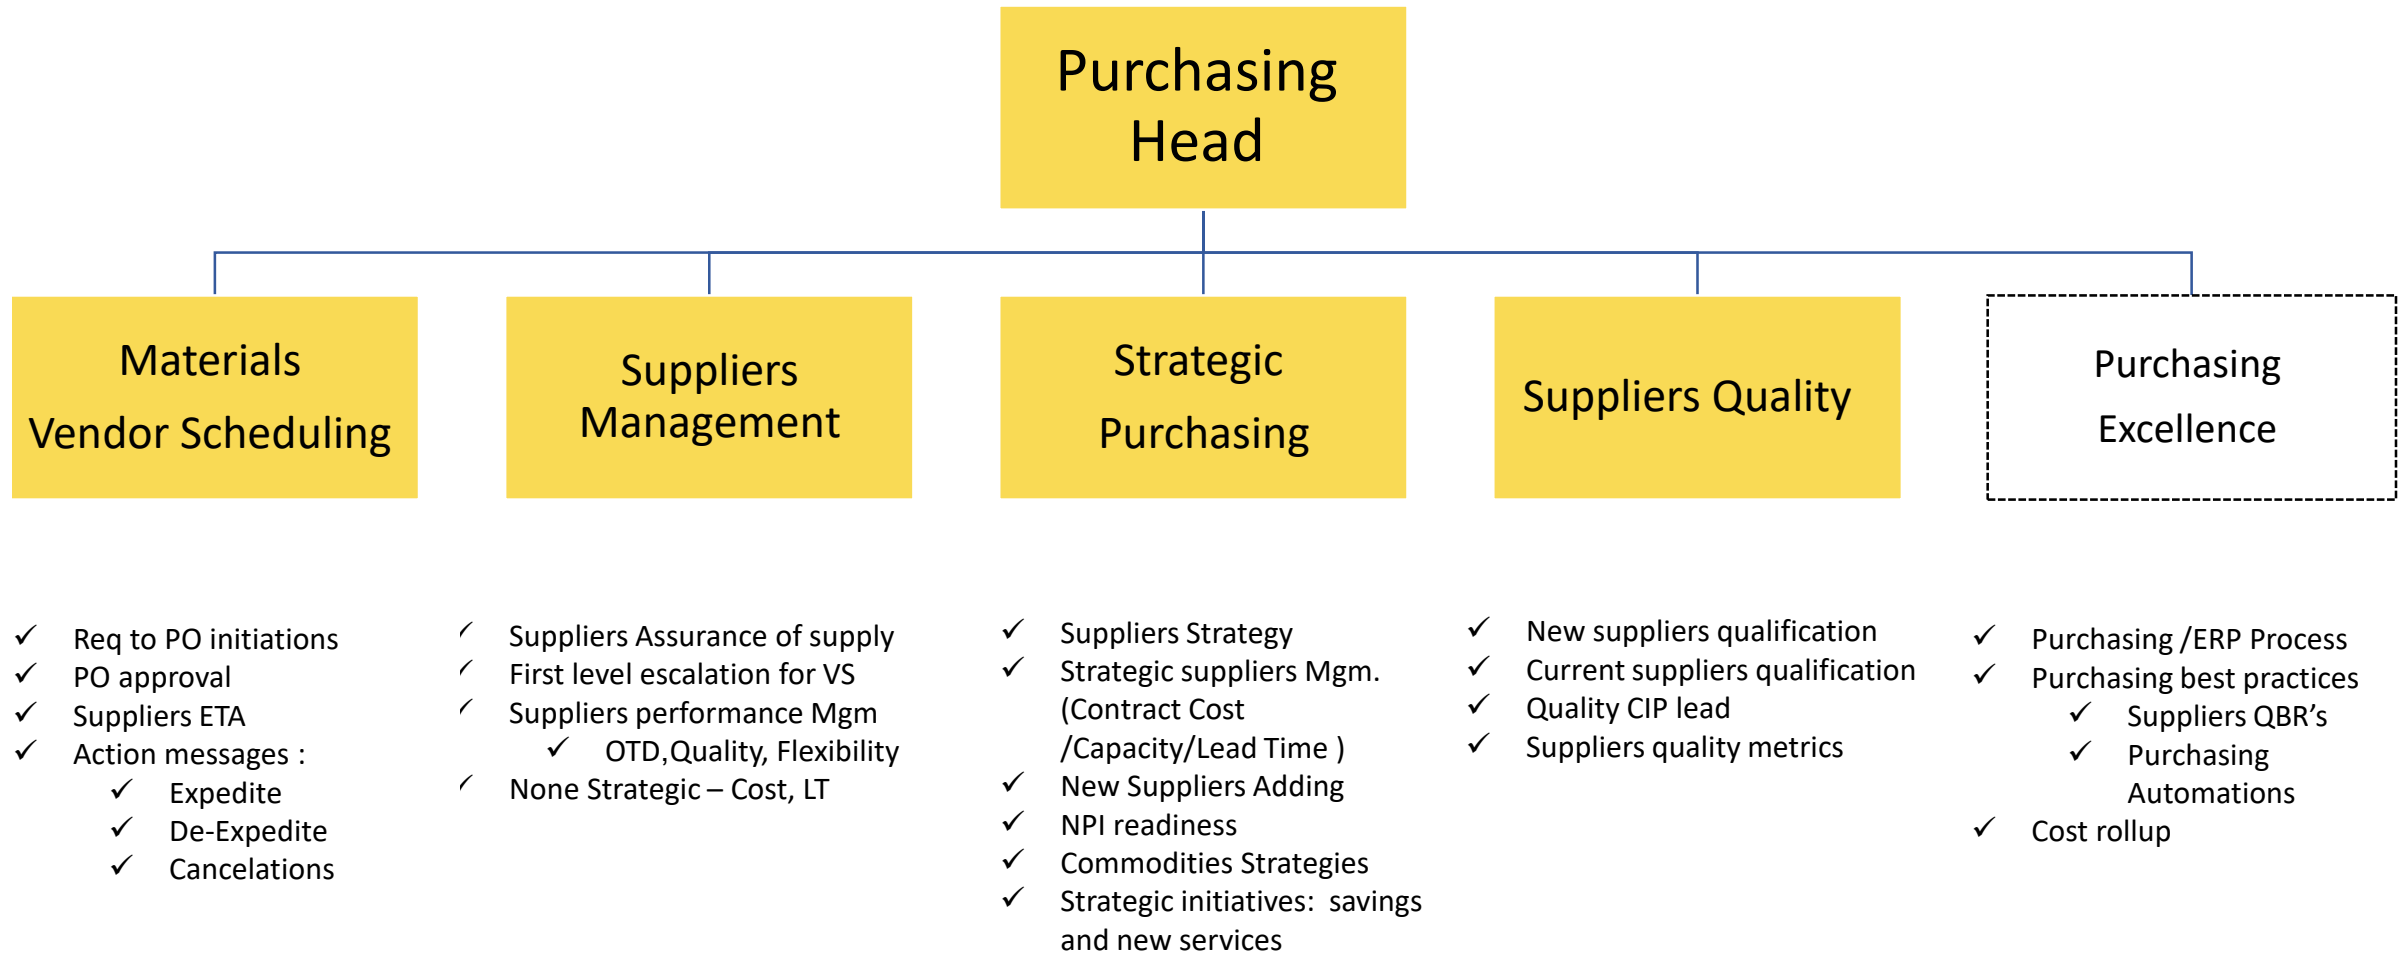 Purchasing
Head
Materials
Vendor Scheduling
Suppliers
Management
Strategic
Purchasing
Suppliers Quality
Purchasing
Excellence
✓ Req to PO initiations
✓ PO approval
✓ Suppliers ETA
✓ Action messages :
✓ Expedite
✓ De-Expedite
✓ Cancelations
✓ Suppliers Assurance of supply
✓ First level escalation for VS
✓ Suppliers performance Mgm
✓ OTD,Quality, Flexibility
✓ None Strategic – Cost, LT
✓ Suppliers Strategy
✓ Strategic suppliers Mgm.
(Contract Cost
/Capacity/Lead Time )
✓ New Suppliers Adding
✓ NPI readiness
✓ Commodities Strategies
✓ Strategic initiatives:  savings
and new services
✓ New suppliers qualification
✓ Current suppliers qualification
✓ Quality CIP lead
✓ Suppliers quality metrics
✓ Purchasing /ERP Process
✓ Purchasing best practices
✓ Suppliers QBR’s
✓ Purchasing
Automations
✓ Cost rollup